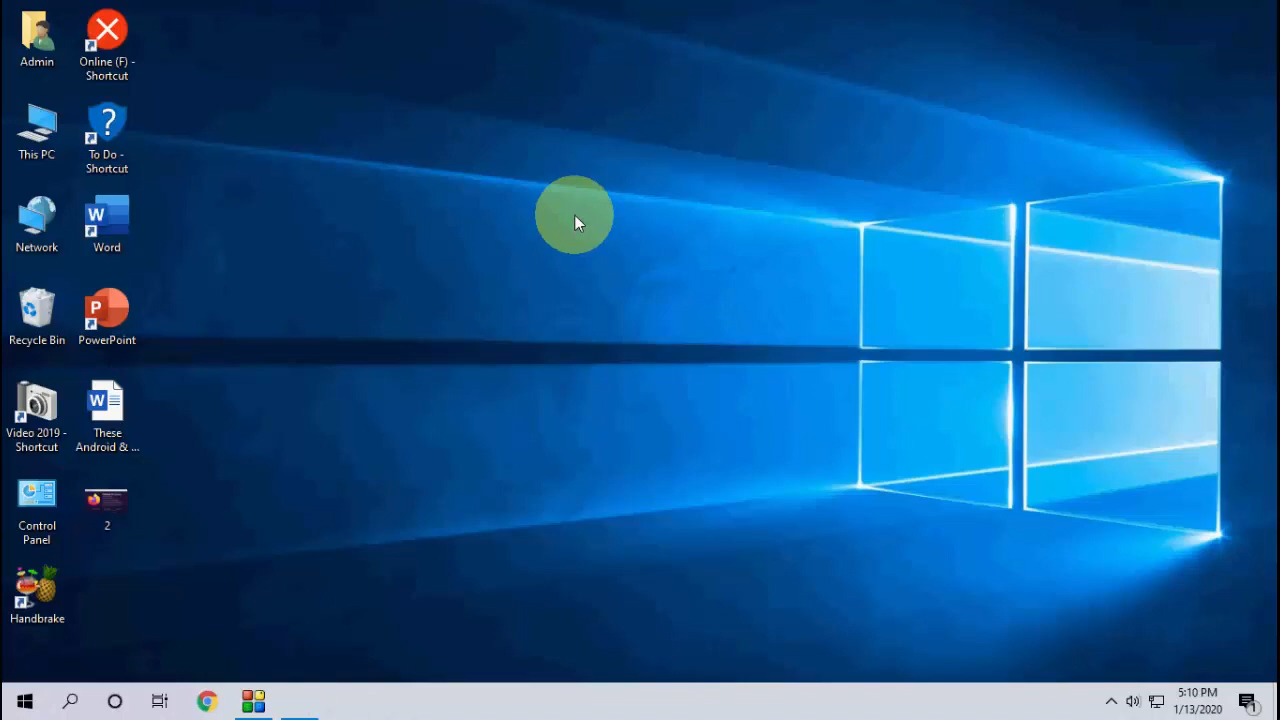 Admin
Online (F) -
Shortcut
This PC
To Do -
Shortcut
Network
Word
Recycle Bin
PowerPoint
Video 2019 -
Shortcut
These
Android & ...
Control
Panel
2
Handbrake
5:10 PM
1/13/2020
1